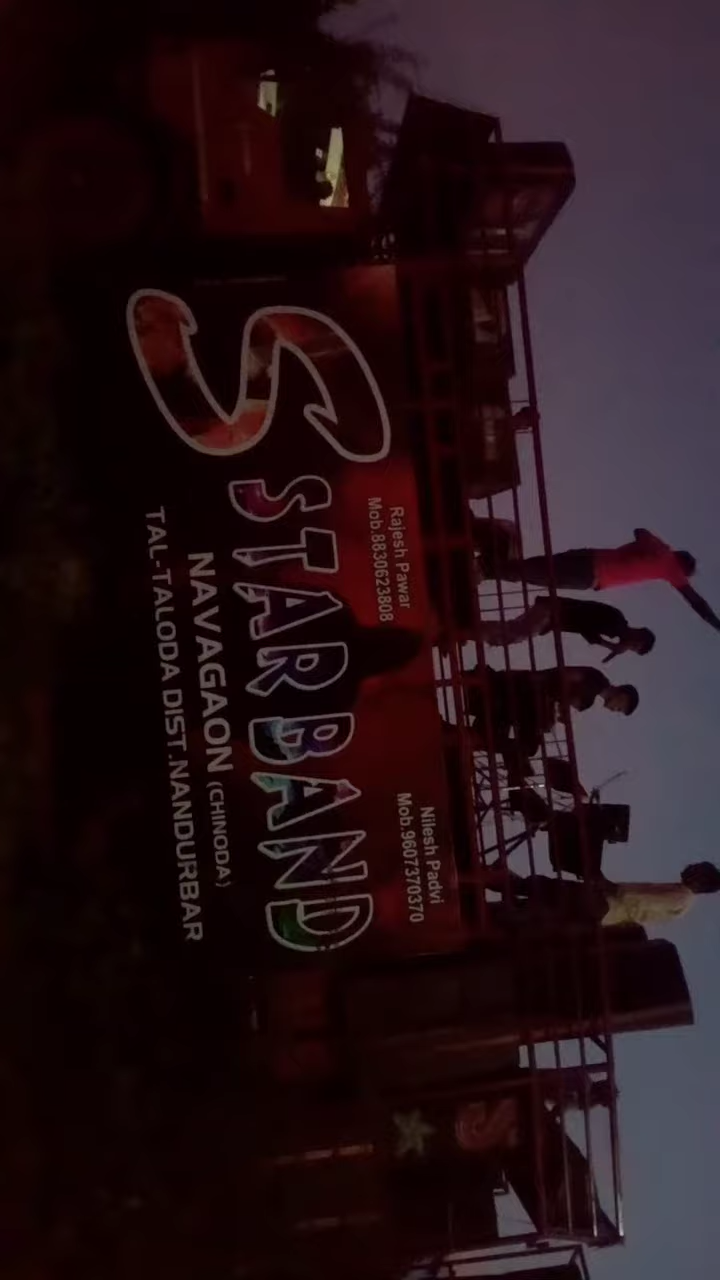 Rajesh Pawar
Mob.8830623808
Nilesh Padvi
Mob.9607370370
S STAR BAND
NAVAGAON (CHINODA)
TAL-TALODA DIST.NANDURBAR
S